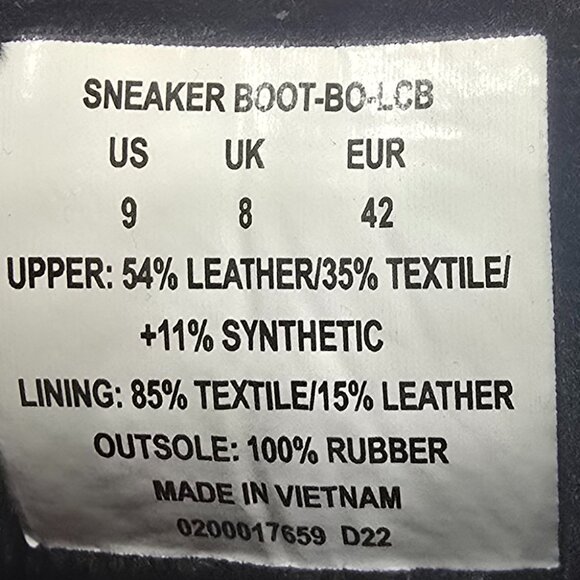 SNEAKER BOOT-BO-LCB
US UK EUR
9 8 42
UPPER: 54% LEATHER/35% TEXTILE/
+11% SYNTHETIC
LINING: 85% TEXTILE/15% LEATHER
OUTSOLE: 100% RUBBER
MADE IN VIETNAM
0200017659 D22